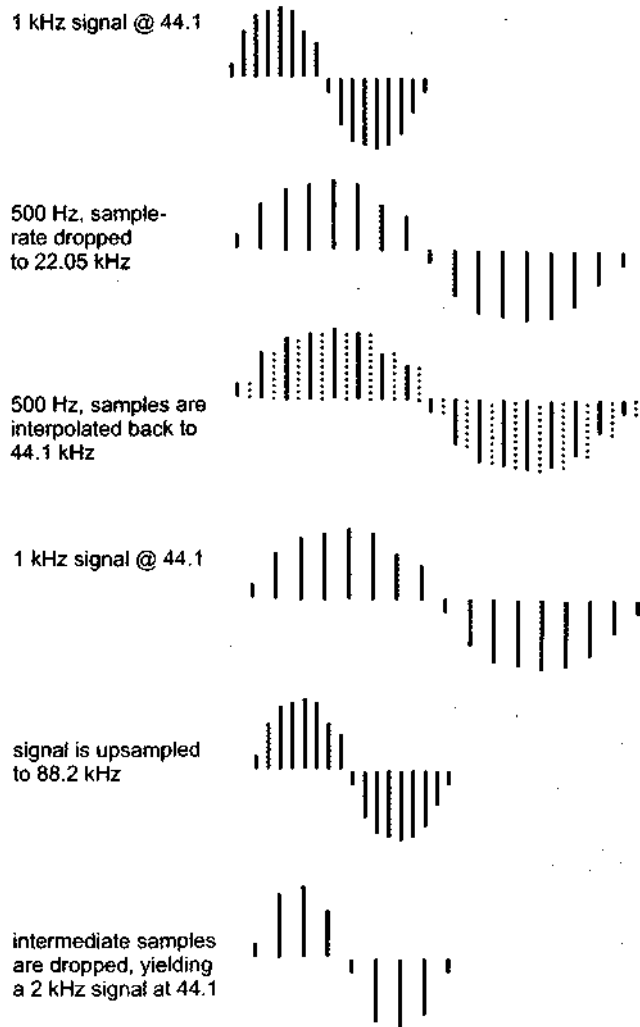 1 kHz signal @ 44.1
500 Hz, sample-
rate dropped
to 22.05 kHz
500 Hz, samples are
interpolated back to
44.1 kHz
1 kHz signal @ 44.1
signal is upsampled
to 88.2 kHz
intermediate samples
are dropped, yielding
a 2 kHz signal at 44.1